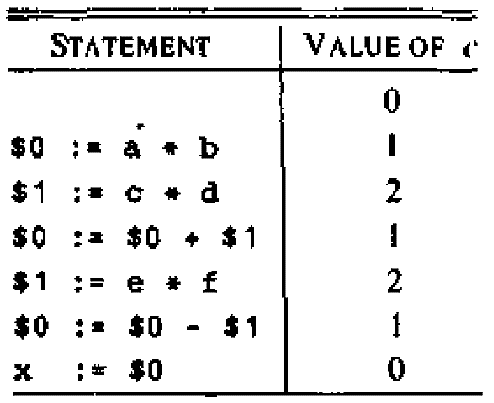 STATEMENT VALUE OF c
0
$0 := a * b 1
$1 := c * d 2
$0 := $0 + $1 1
$1 := e * f 2
$0 := $0 - $1 1
x := $0 0